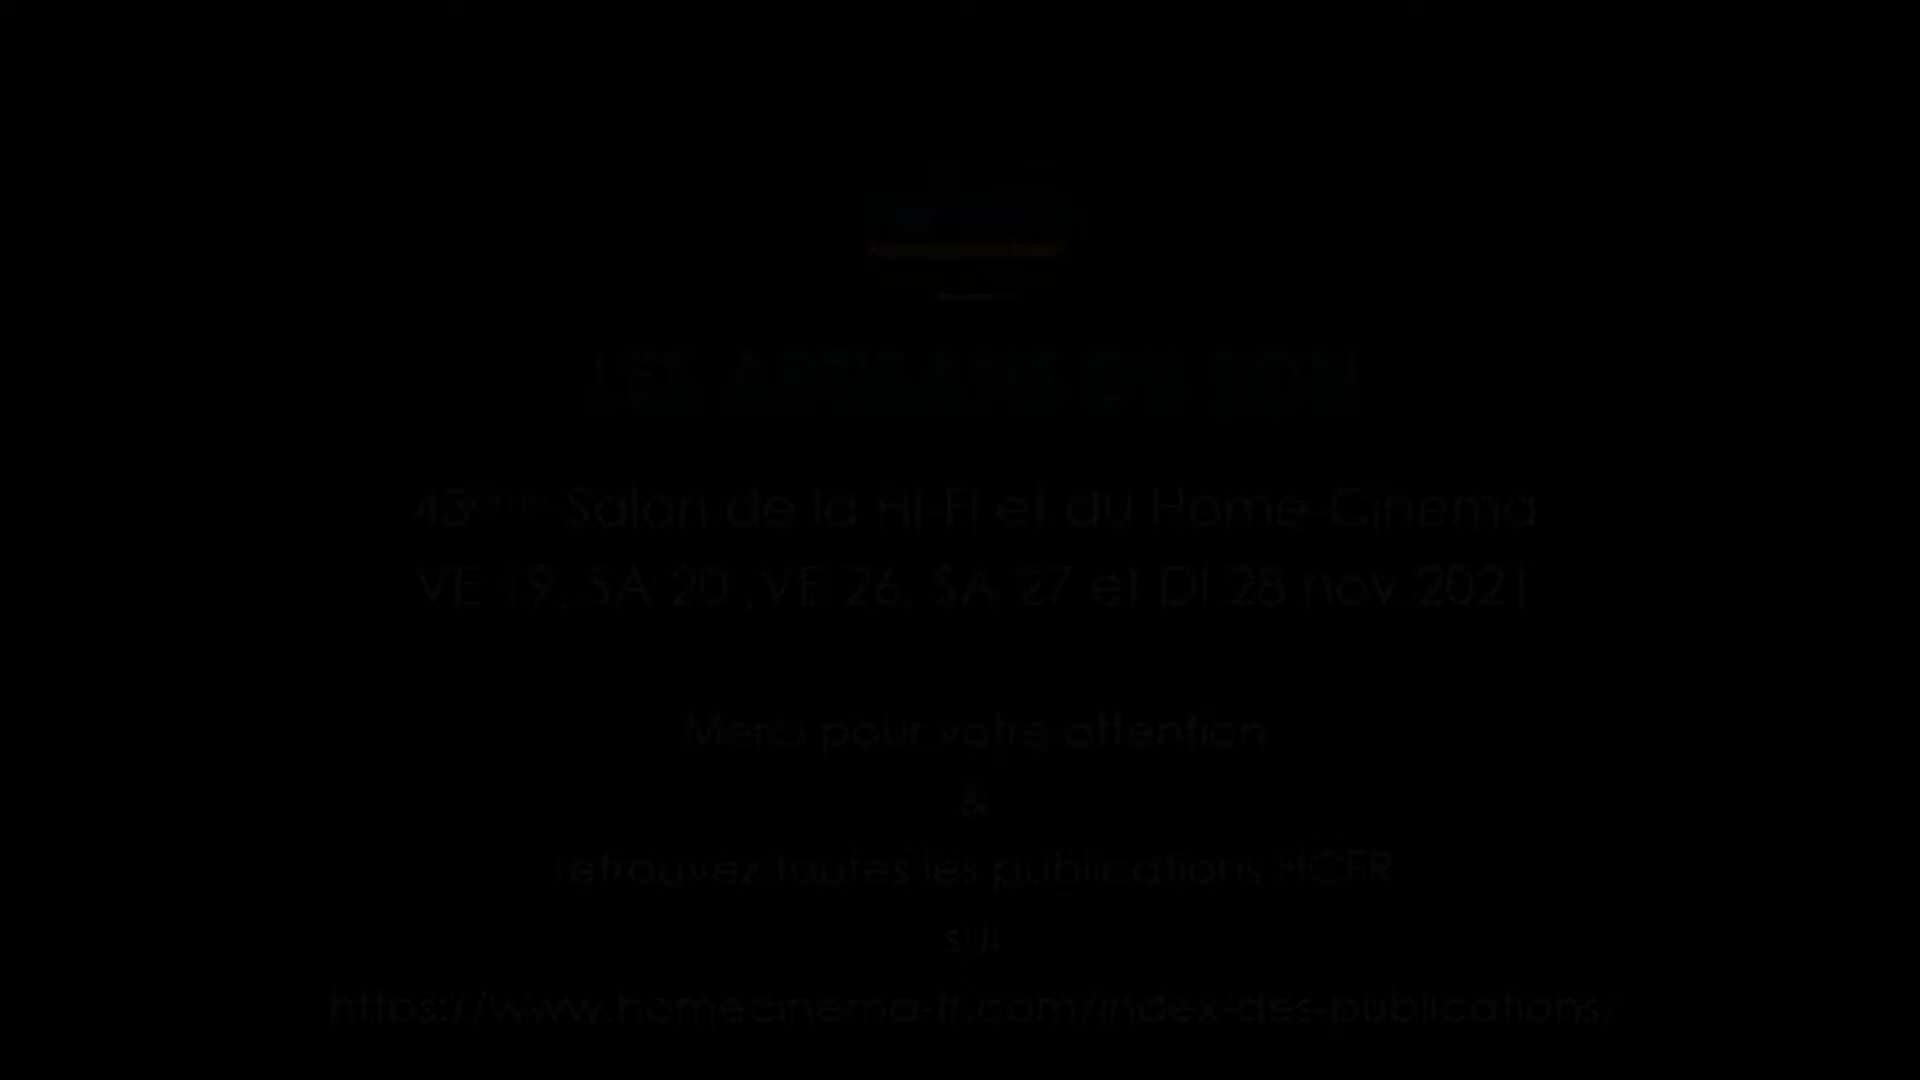 LES ARTISANS DU SON
43ème Salon de la HI-FI et du Home-Cinema
VE 19, SA 20, VE 26, SA 27 et DI 28 nov 2021
Merci pour votre attention
&
retrouvez toutes les publications HCFR
sur
https://www.homecinema-fr.com/index-des-publications/